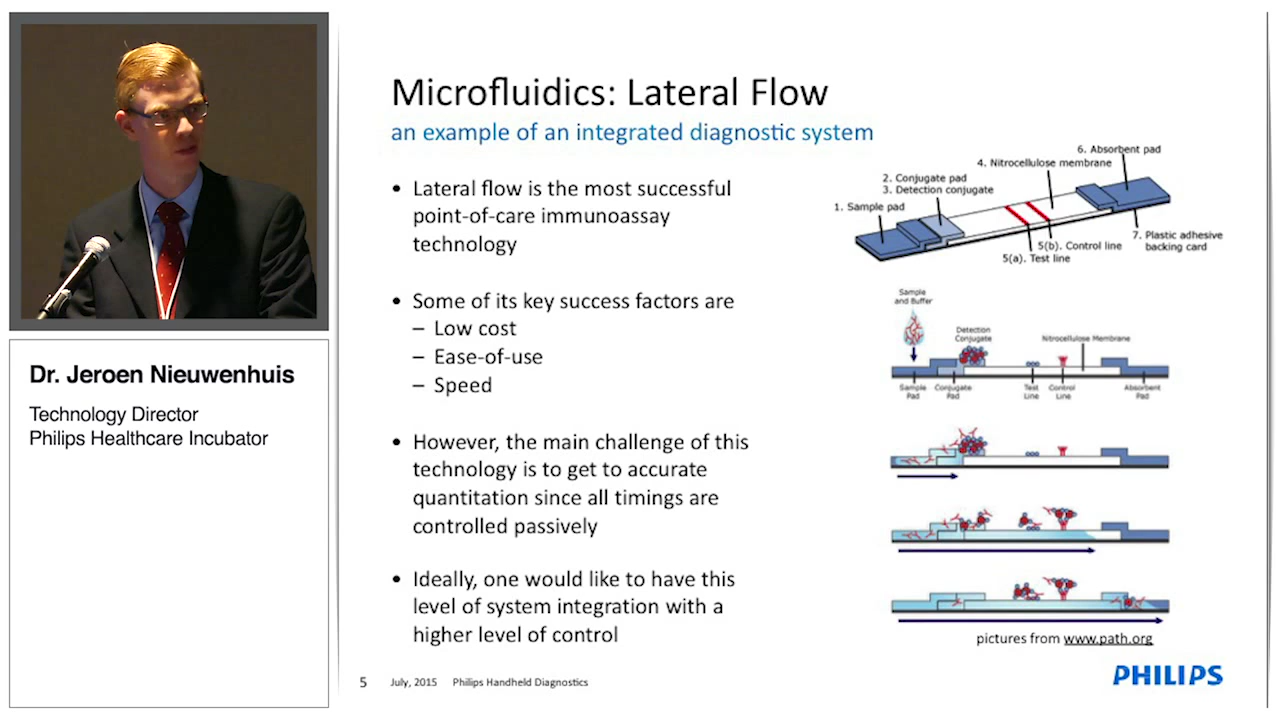 Dr. Jeroen Nieuwenhuis
Technology Director
Philips Healthcare Incubator
Microfluidics: Lateral Flow
an example of an integrated diagnostic system
• Lateral flow is the most successful
point-of-care immunoassay
technology
• Some of its key success factors are
– Low cost
– Ease-of-use
– Speed
• However, the main challenge of this
technology is to get to accurate
quantitation since all timings are
controlled passively
• Ideally, one would like to have this
level of system integration with a
higher level of control
6. Absorbent pad
4. Nitrocellulose membrane
2. Conjugate pad
3. Detection conjugate
1. Sample pad
7. Plastic adhesive
backing card
5(b). Control line
5(a). Test line
Sample
and Buffer
Detection
Conjugate
Nitrocellulose Membrane
Sample
Pad
Conjugate
Pad
Test
Line
Control
Line
Absorbent
Pad
pictures from www.path.org
5 July, 2015 Philips Handheld Diagnostics
PHILIPS